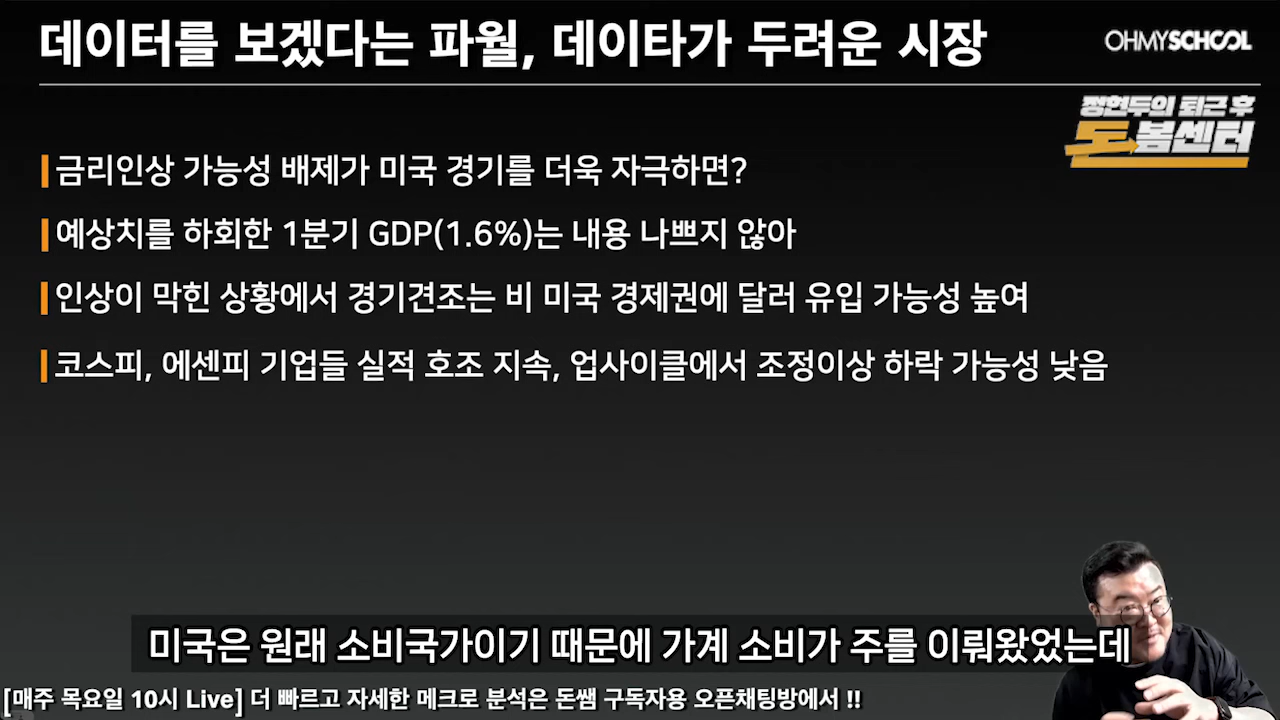 데이터를 보겠다는 파월, 데이타가 두려운 시장
OHMYSCHOOL
정언두의 퇴근 후
돈봄센터
금리인상 가능성 배제가 미국 경기를 더욱 자극하면?
예상치를 하회한 1분기 GDP(1.6%)는 내용 나쁘지 않아
인상이 막힌 상황에서 경기견조는 비 미국 경제권에 달러 유입 가능성 높여
코스피, 에센피 기업들 실적 호조 지속, 업사이클에서 조정이상 하락 가능성 낮음
미국은 원래 소비국가이기 때문에 가계 소비가 주를 이뤄왔었는데
[매주 목요일 10시 Live] 더 빠르고 자세한 메크로 분석은 돈쌤 구독자용 오픈채팅방에서 !!